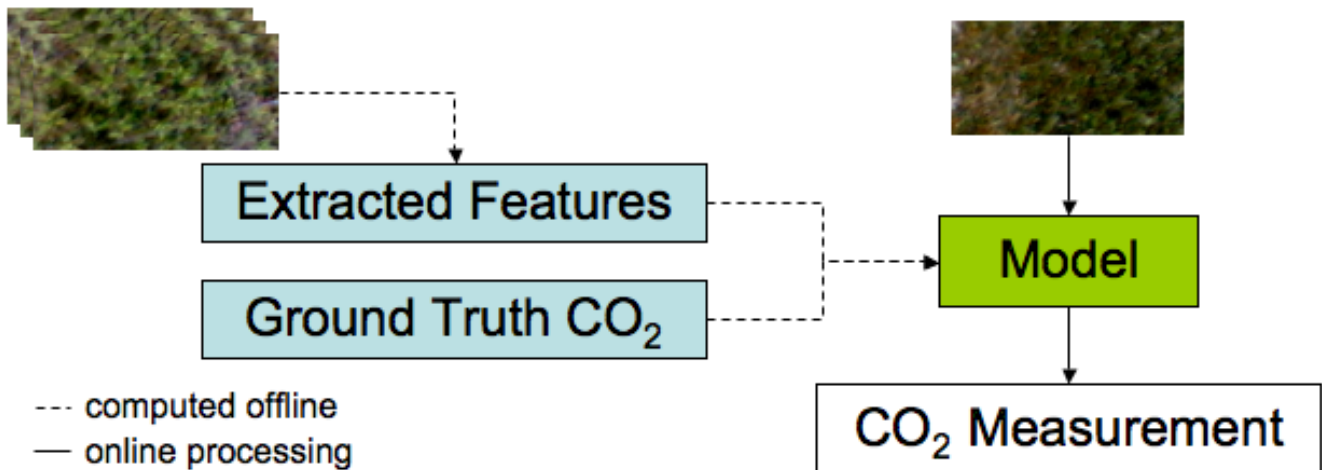 Extracted Features
Model
Ground Truth CO₂
--- computed offline
— online processing
CO₂ Measurement